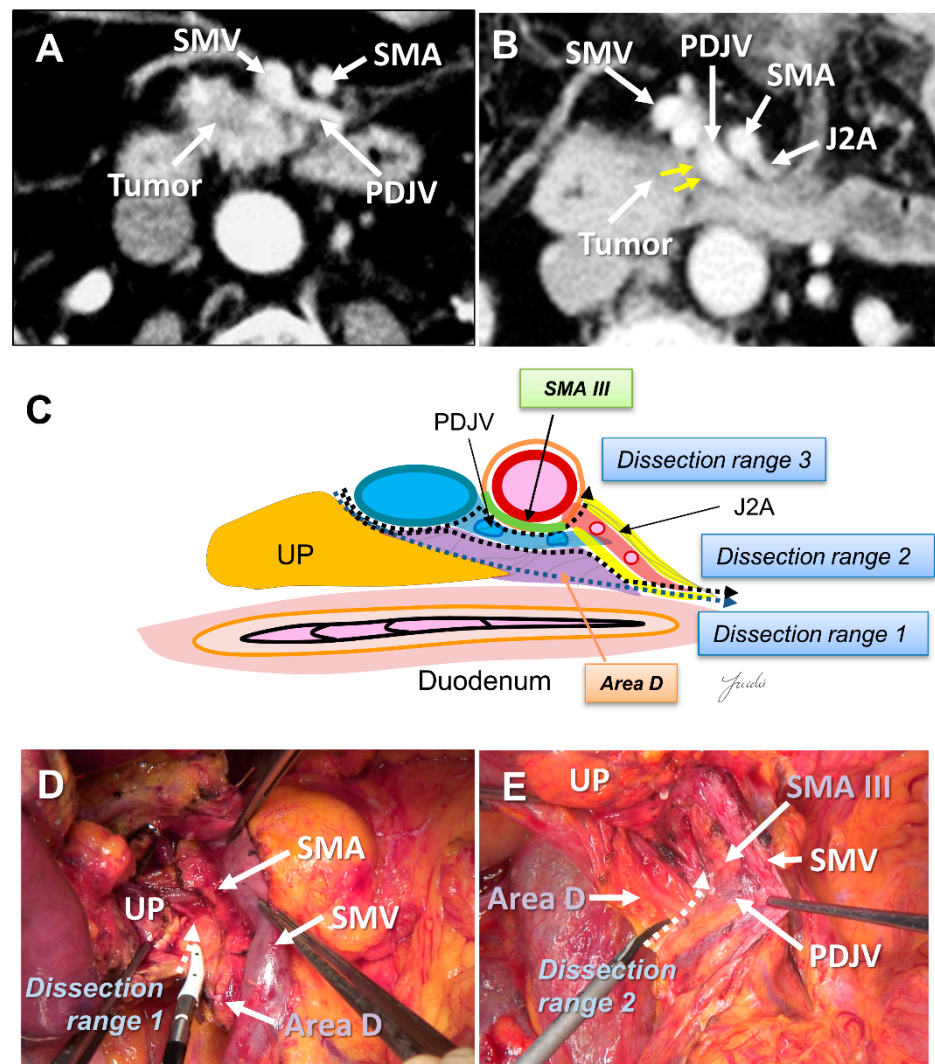 A
SMV
SMA
Tumor
PDJV
B
SMV
PDJV
SMA
J2A
Tumor
C
SMA III
PDJV
Dissection range 3
J2A
UP
Dissection range 2
Dissection range 1
Duodenum
Area D
D
SMA
UP
SMV
Dissection
range 1
Area D
E
UP
SMA III
SMV
Area D
Dissection
range 2
PDJV